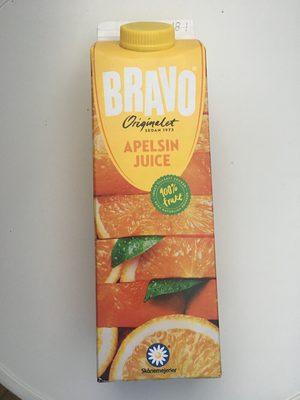 BRAVO
Originalet
SEDAN 1973
APELSIN
JUICE
100%
frukt
Skånemejerier